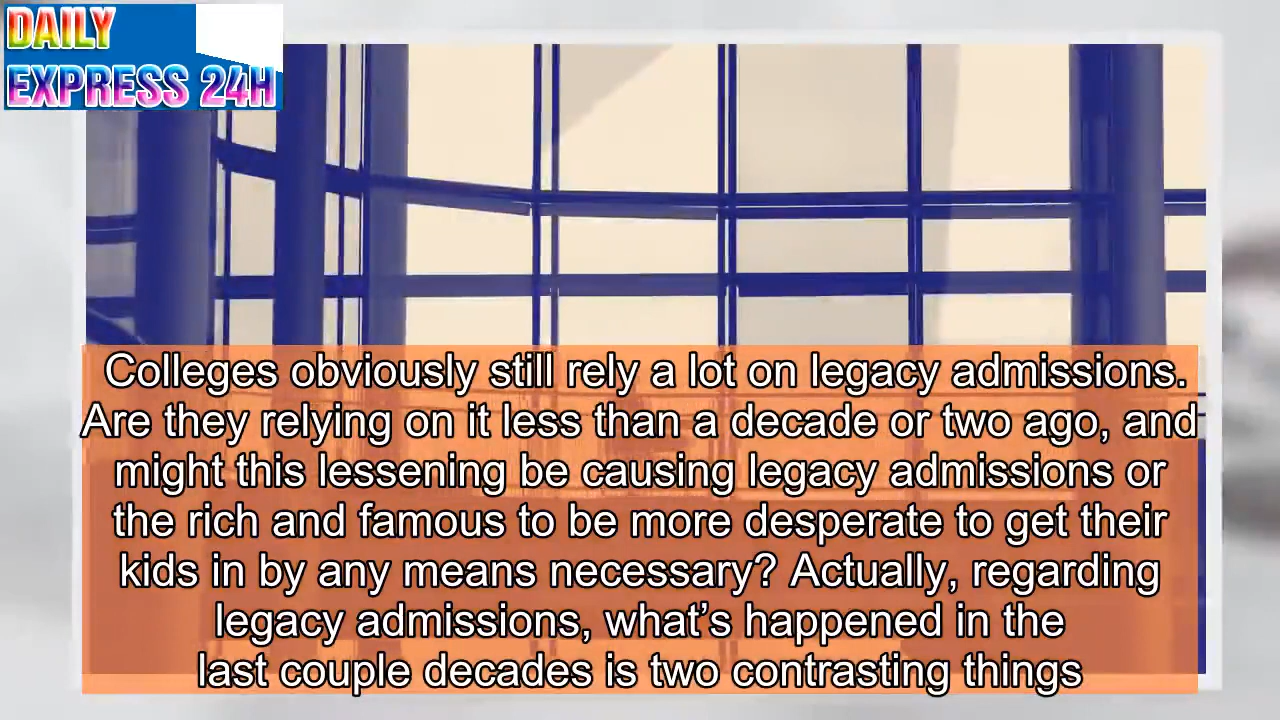 DAILY
EXPRESS 24H
Colleges obviously still rely a lot on legacy admissions.
Are they relying on it less than a decade or two ago, and
might this lessening be causing legacy admissions or
the rich and famous to be more desperate to get their
kids in by any means necessary? Actually, regarding
legacy admissions, what’s happened in the
last couple decades is two contrasting things